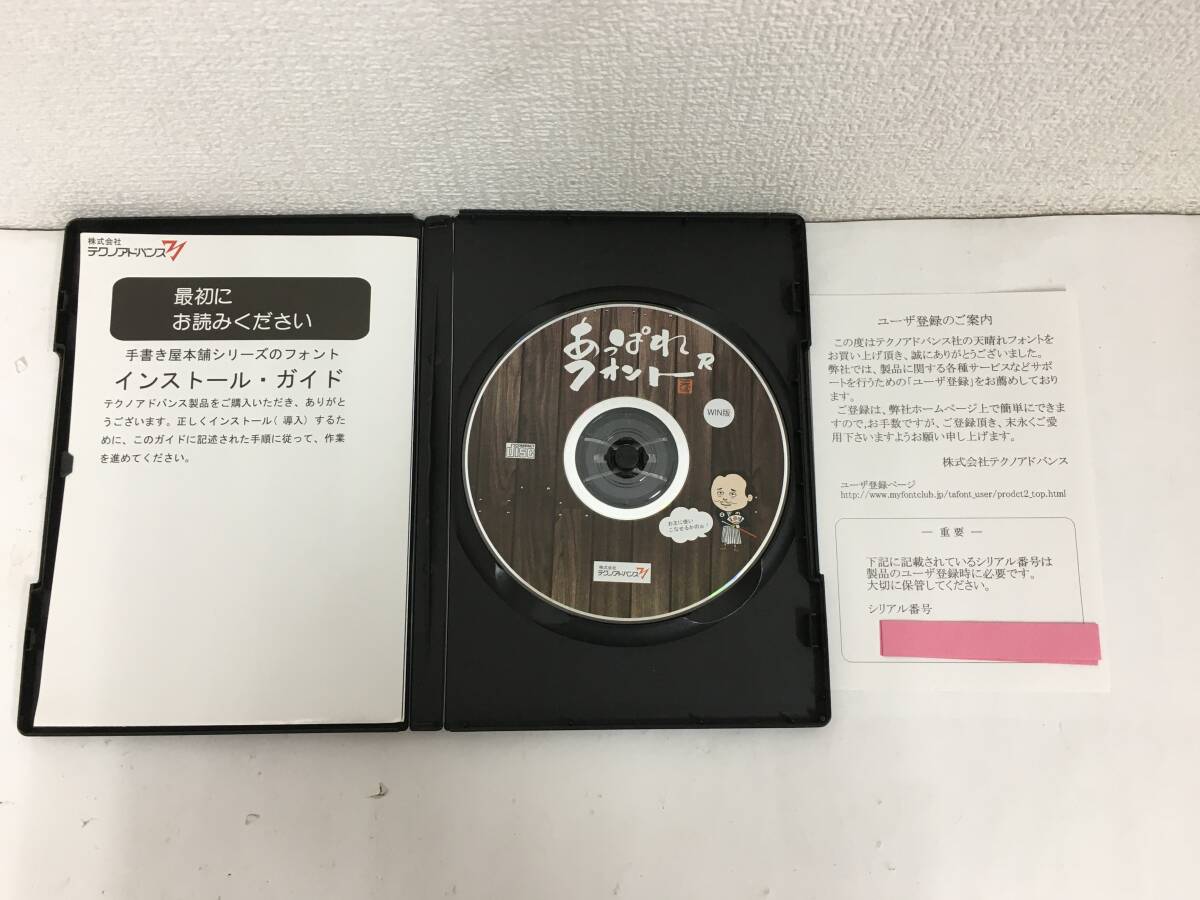 株式会社
テクノアドバンス
最初に
お読みください
手書き屋本舗シリーズのフォント
インストール・ガイド
テクノアドバンス製品をご購入いただき、ありがと
うございます。正しくインストール(導入)するた
めに、このガイドに記述された手順に従って、作業
を進めてください。
あっぱれ
フォント R
WIN版
COMPACT
disc
お主に使い
こなせるかのぉ!
株式会社
テクノアドバンス
ユーザ登録のご案内
この度はテクノアドバンス社の天晴れフォントを
お買い上げ頂き、誠にありがとうございました。
弊社では、製品に関する各種サービスなどサポ
ートを行うための「ユーザ登録」をお薦めしており
ます。
ご登録は、弊社ホームページ上で簡単にできま
すので,お手数ですが、ご登録頂き、末永くご愛
用下さいますようお願い申し上げます。
株式会社テクノアドバンス
ユーザ登録ページ
http://www.myfontclub.jp/tafont_user/prodct2_top.html
― 重要 ―
下記に記載されているシリアル番号は
製品のユーザ登録時に必要です。
大切に保管してください。
シリアル番号